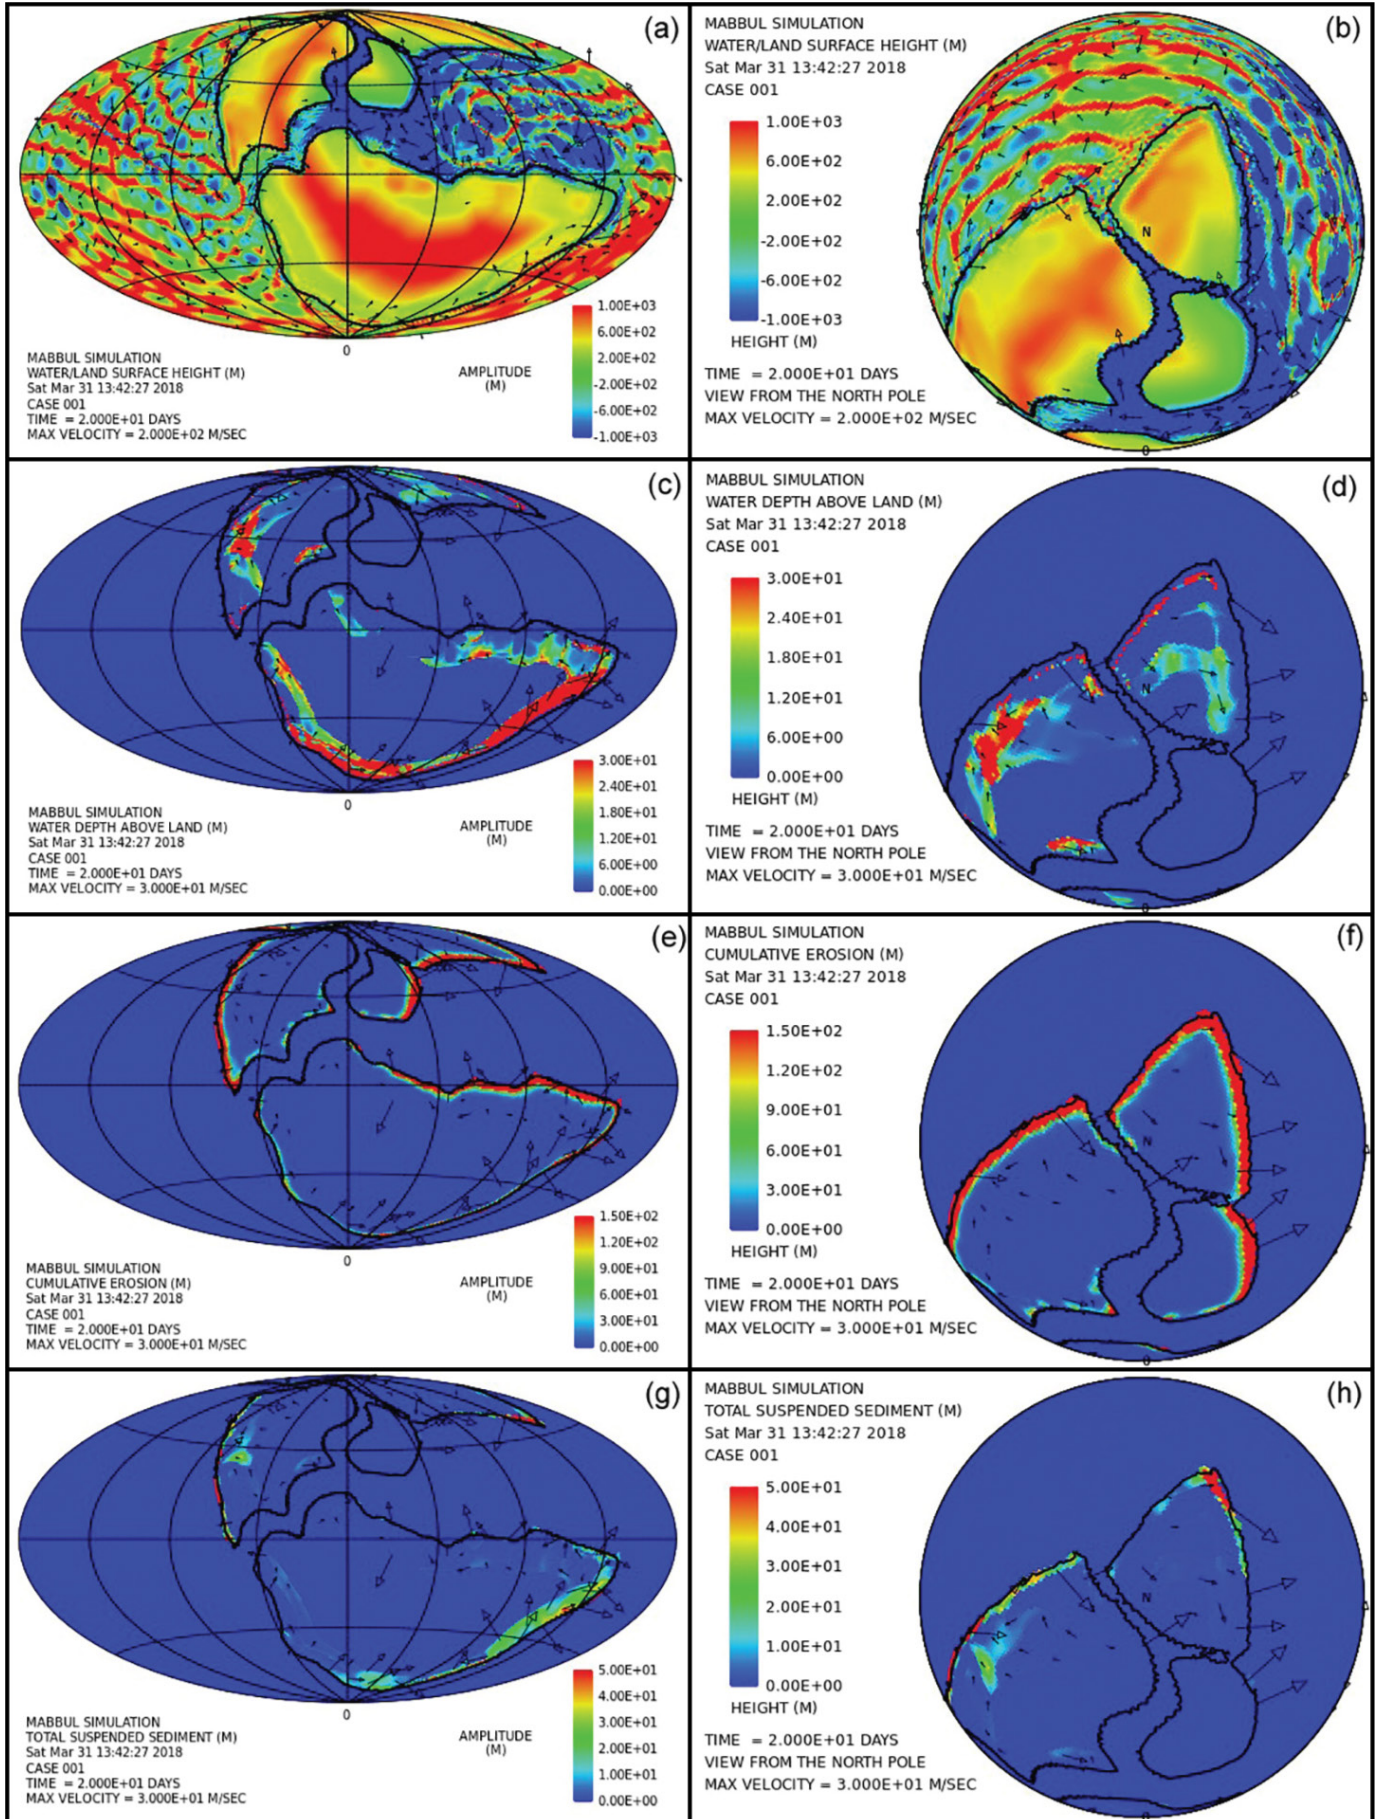 (a)
1.00E+03
6.00E+02
2.00E+02
-2.00E+02
-6.00E+02
-1.00E+03
0
AMPLITUDE
(M)
MABBUL SIMULATION
WATER/LAND SURFACE HEIGHT (M)
Sat Mar 31 13:42:27 2018
CASE 001
TIME = 2.000E+01 DAYS
MAX VELOCITY = 2.000E+02 M/SEC
(b)
MABBUL SIMULATION
WATER/LAND SURFACE HEIGHT (M)
Sat Mar 31 13:42:27 2018
CASE 001
1.00E+03
6.00E+02
2.00E+02
-2.00E+02
-6.00E+02
-1.00E+03
HEIGHT (M)
TIME = 2.000E+01 DAYS
VIEW FROM THE NORTH POLE
MAX VELOCITY = 2.000E+02 M/SEC
N
0
(c)
3.00E+01
2.40E+01
1.80E+01
1.20E+01
6.00E+00
0.00E+00
0
AMPLITUDE
(M)
MABBUL SIMULATION
WATER DEPTH ABOVE LAND (M)
Sat Mar 31 13:42:27 2018
CASE 001
TIME = 2.000E+01 DAYS
MAX VELOCITY = 3.000E+01 M/SEC
(d)
MABBUL SIMULATION
WATER DEPTH ABOVE LAND (M)
Sat Mar 31 13:42:27 2018
CASE 001
3.00E+01
2.40E+01
1.80E+01
1.20E+01
6.00E+00
0.00E+00
HEIGHT (M)
TIME = 2.000E+01 DAYS
VIEW FROM THE NORTH POLE
MAX VELOCITY = 3.000E+01 M/SEC
N
0
(e)
1.50E+02
1.20E+02
9.00E+01
6.00E+01
3.00E+01
0.00E+00
0
AMPLITUDE
(M)
MABBUL SIMULATION
CUMULATIVE EROSION (M)
Sat Mar 31 13:42:27 2018
CASE 001
TIME = 2.000E+01 DAYS
MAX VELOCITY = 3.000E+01 M/SEC
(f)
MABBUL SIMULATION
CUMULATIVE EROSION (M)
Sat Mar 31 13:42:27 2018
CASE 001
1.50E+02
1.20E+02
9.00E+01
6.00E+01
3.00E+01
0.00E+00
HEIGHT (M)
TIME = 2.000E+01 DAYS
VIEW FROM THE NORTH POLE
MAX VELOCITY = 3.000E+01 M/SEC
N
0
(g)
5.00E+01
4.00E+01
3.00E+01
2.00E+01
1.00E+01
0.00E+00
0
AMPLITUDE
(M)
MABBUL SIMULATION
TOTAL SUSPENDED SEDIMENT (M)
Sat Mar 31 13:42:27 2018
CASE 001
TIME = 2.000E+01 DAYS
MAX VELOCITY = 3.000E+01 M/SEC
(h)
MABBUL SIMULATION
TOTAL SUSPENDED SEDIMENT (M)
Sat Mar 31 13:42:27 2018
CASE 001
5.00E+01
4.00E+01
3.00E+01
2.00E+01
1.00E+01
0.00E+00
HEIGHT (M)
TIME = 2.000E+01 DAYS
VIEW FROM THE NORTH POLE
MAX VELOCITY = 3.000E+01 M/SEC
N
0